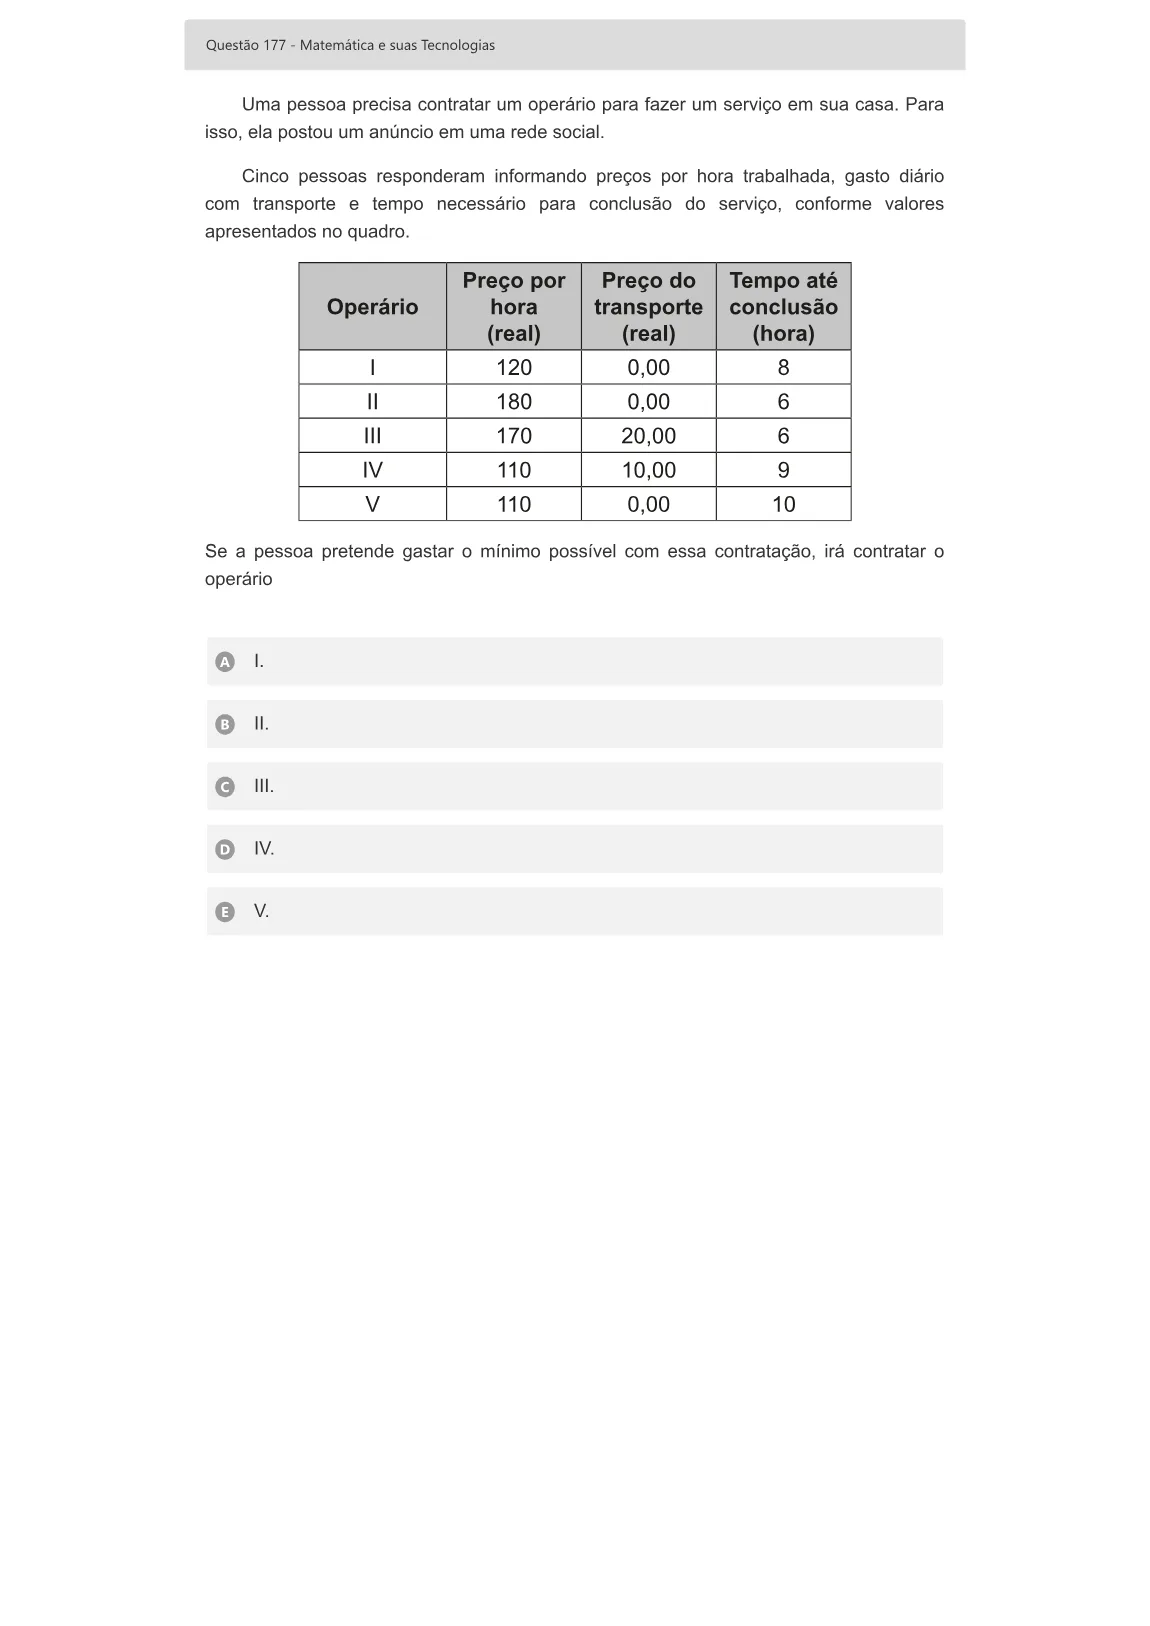 Questão 177 - Matemática e suas Tecnologias
Uma pessoa precisa contratar um operário para fazer um serviço em sua casa. Para
isso, ela postou um anúncio em uma rede social.
Cinco pessoas responderam informando preços por hora trabalhada, gasto diário
com transporte e tempo necessário para conclusão do serviço, conforme valores
apresentados no quadro.
Operário
Preço por
hora
(real)
Preço do
transporte
(real)
Tempo até
conclusão
(hora)
I 120 0,00 8
II 180 0,00 6
III 170 20,00 6
IV 110 10,00 9
V 110 0,00 10
Se a pessoa pretende gastar o mínimo possível com essa contratação, irá contratar o
operário
A I.
B II.
C III.
D IV.
E V.